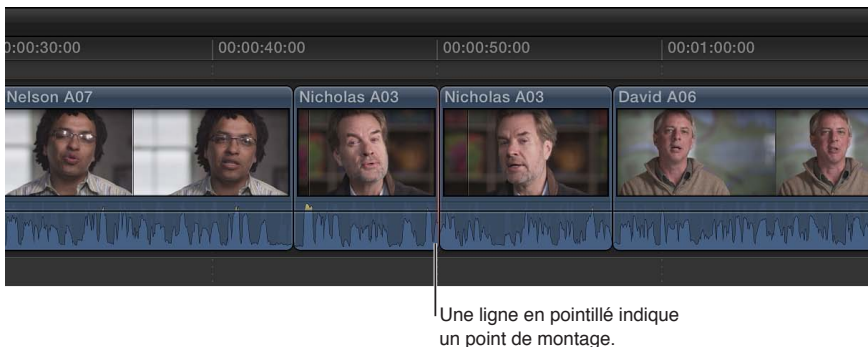 0:00:30:00 00:00:40:00 00:00:50:00 00:01:00:00
Nelson A07 Nicholas A03 Nicholas A03 David A06
Une ligne en pointillé indique
un point de montage.